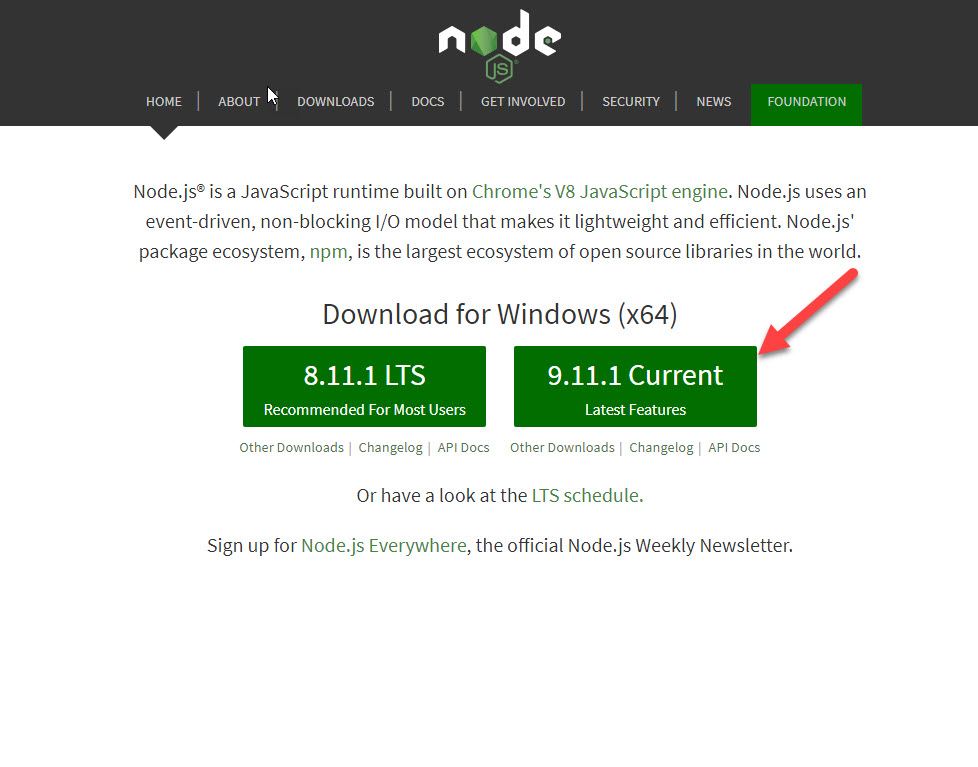 node
JS
HOME | ABOUT | DOWNLOADS | DOCS | GET INVOLVED | SECURITY | NEWS FOUNDATION
Node.js® is a JavaScript runtime built on Chrome's V8 JavaScript engine. Node.js uses an
event-driven, non-blocking I/O model that makes it lightweight and efficient. Node.js'
package ecosystem, npm, is the largest ecosystem of open source libraries in the world.
Download for Windows (x64)
8.11.1 LTS
Recommended For Most Users
Other Downloads | Changelog | API Docs
9.11.1 Current
Latest Features
Other Downloads | Changelog | API Docs
Or have a look at the LTS schedule.
Sign up for Node.js Everywhere, the official Node.js Weekly Newsletter.